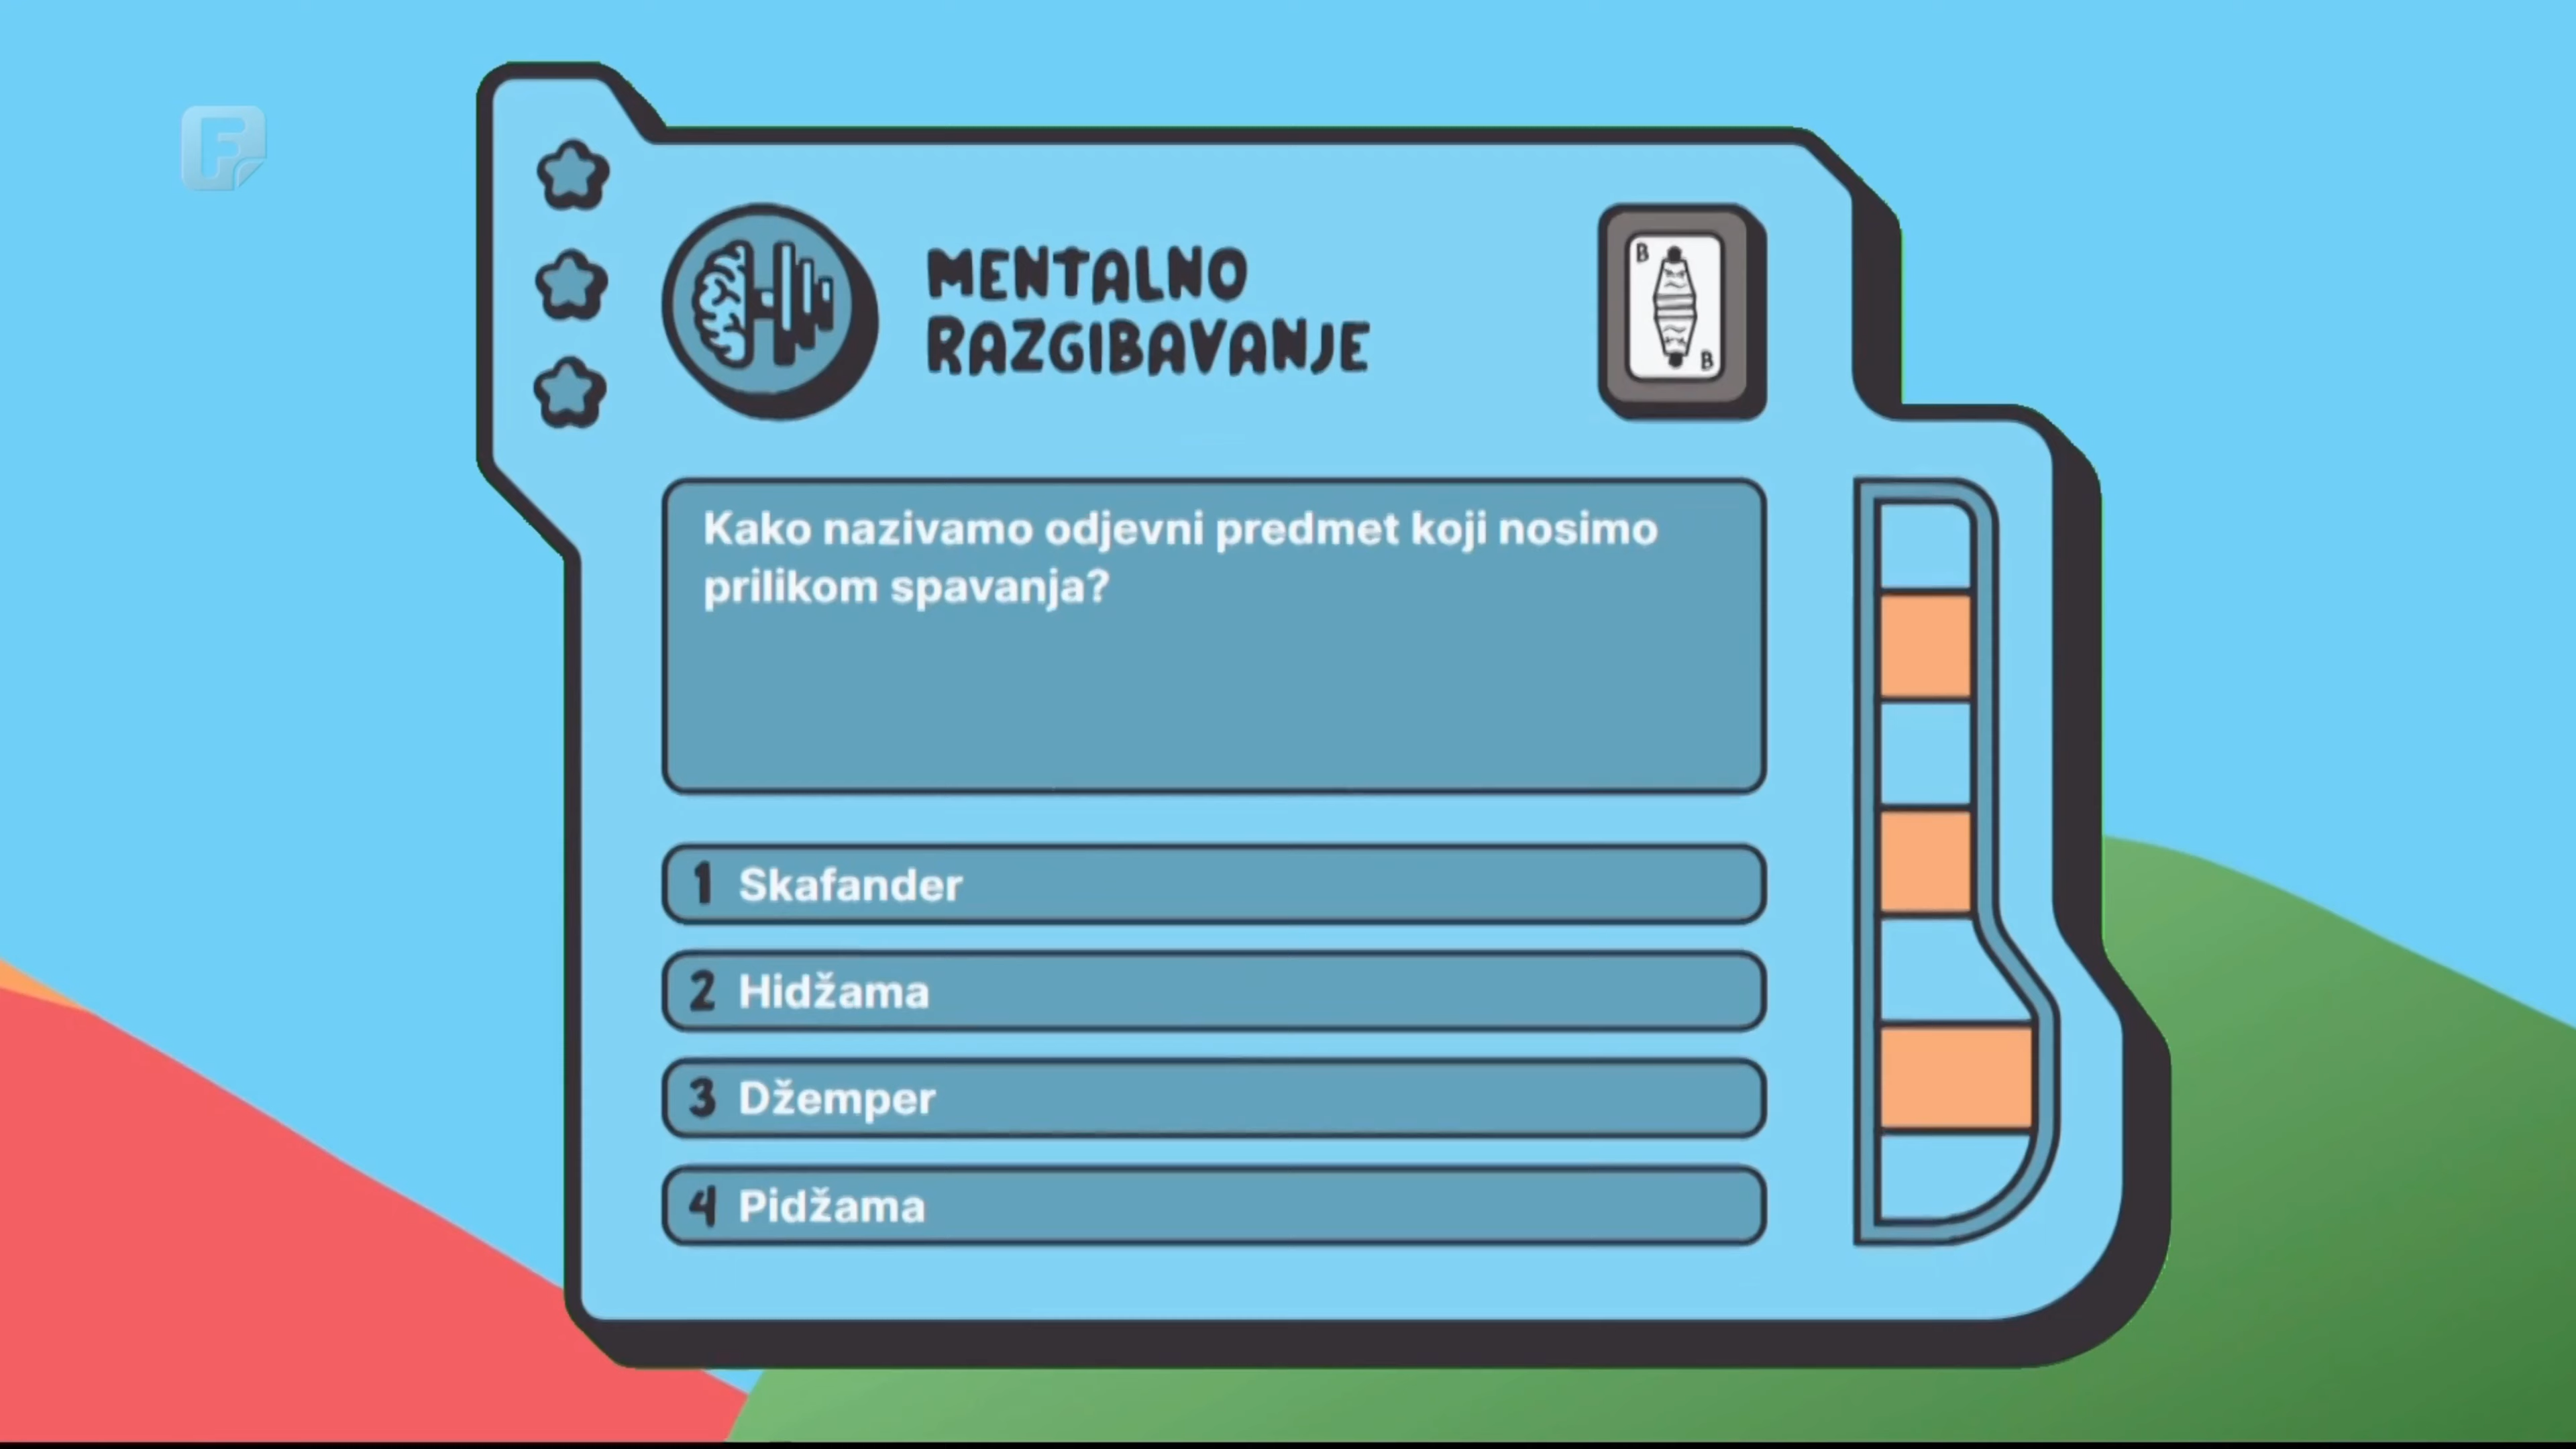 F
MENTALNO
RAZGIBAVANJE
B
B
Kako nazivamo odjevni predmet koji nosimo
prilikom spavanja?
1 Skafander
2 Hidžama
3 Džemper
4 Pidžama